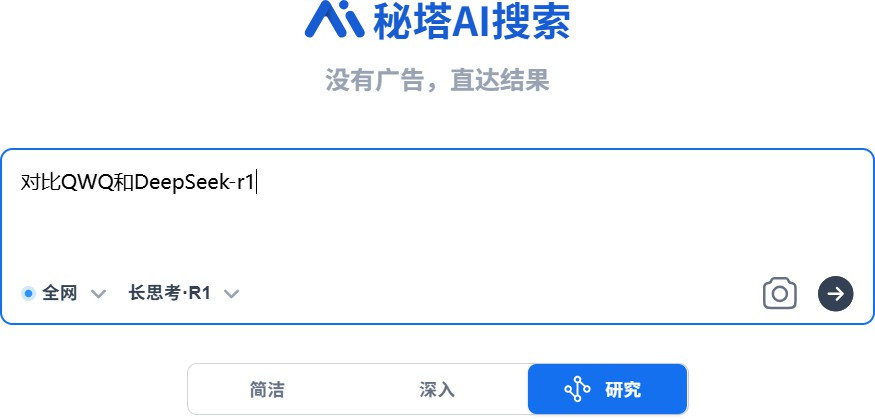 秘塔AI搜索
没有广告，直达结果
对比QWQ和DeepSeek-r1
全网 长思考·R1
简洁 深入 研究